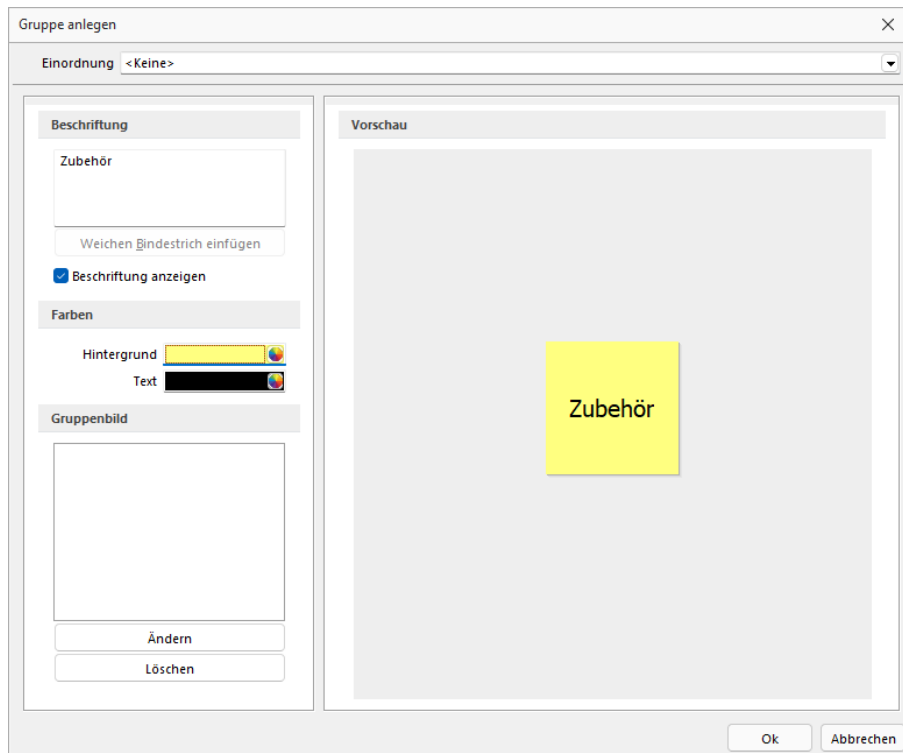 Gruppe anlegen
Einordnung <Keine>
Beschriftung
Zubehör
Weichen Bindestrich einfügen
Beschriftung anzeigen
Farben
Hintergrund
Text
Gruppenbild
Ändern
Löschen
Vorschau
Zubehör
Ok Abbrechen